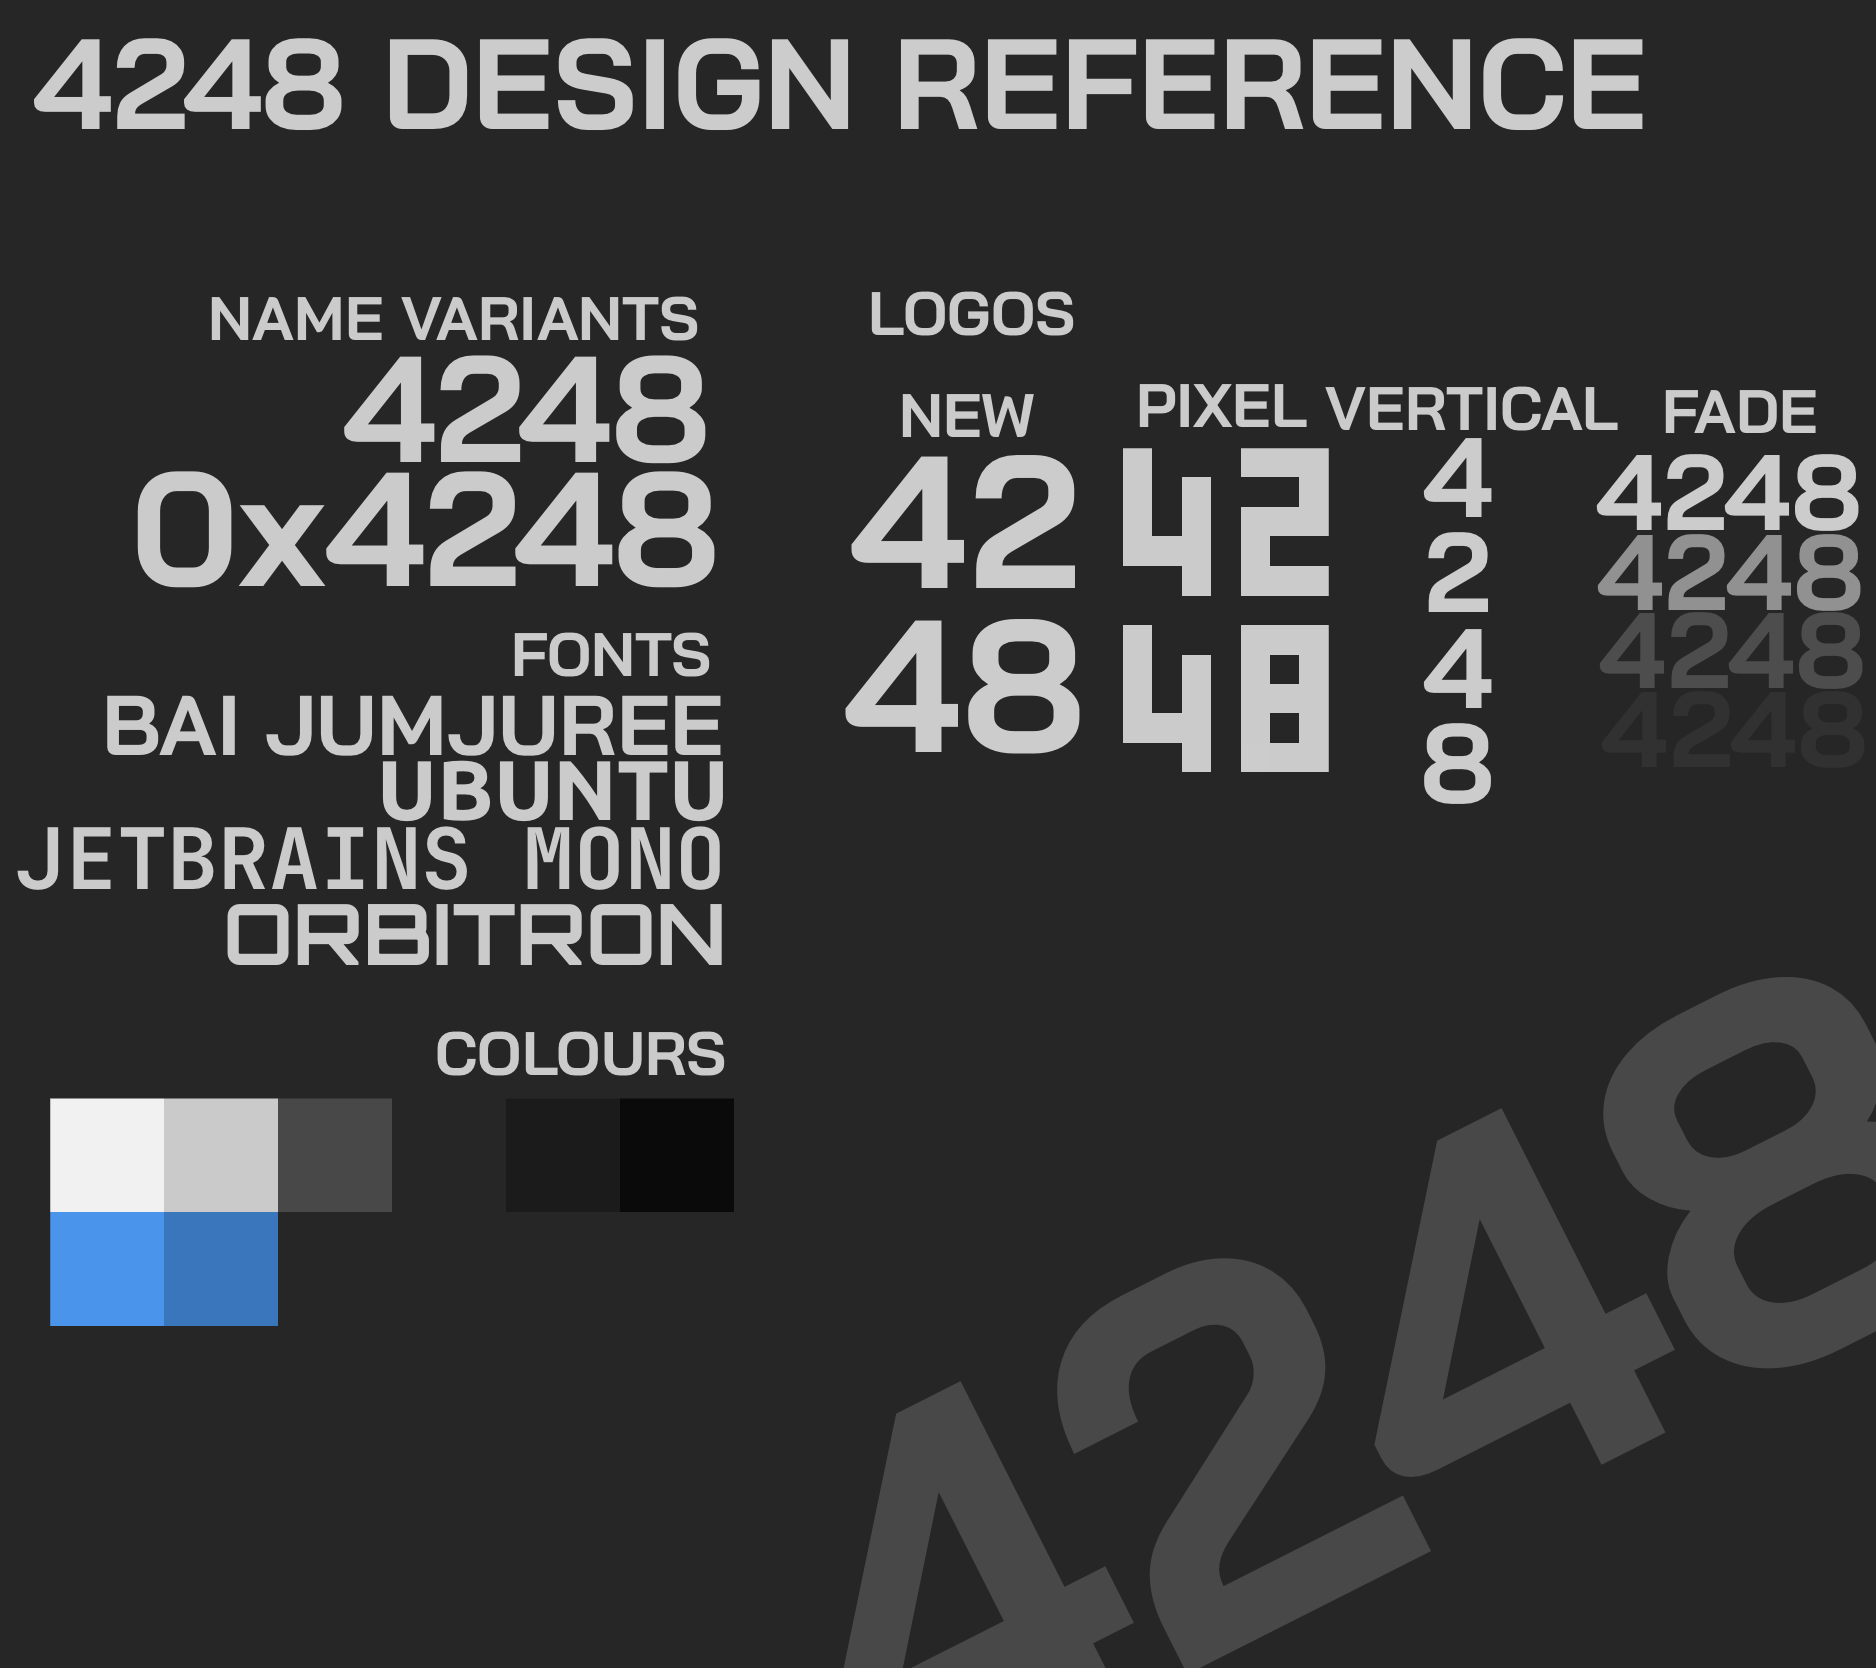 4248 DESIGN REFERENCE
NAME VARIANTS
4248
0x4248
FONTS
BAI JUMJUREE
UBUNTU
JETBRAINS MONO
ORBITRON
COLOURS
LOGOS
NEW
42
48
PIXEL
42
48
VERTICAL
4
2
4
8
FADE
4248
4248
4248
4248
4248